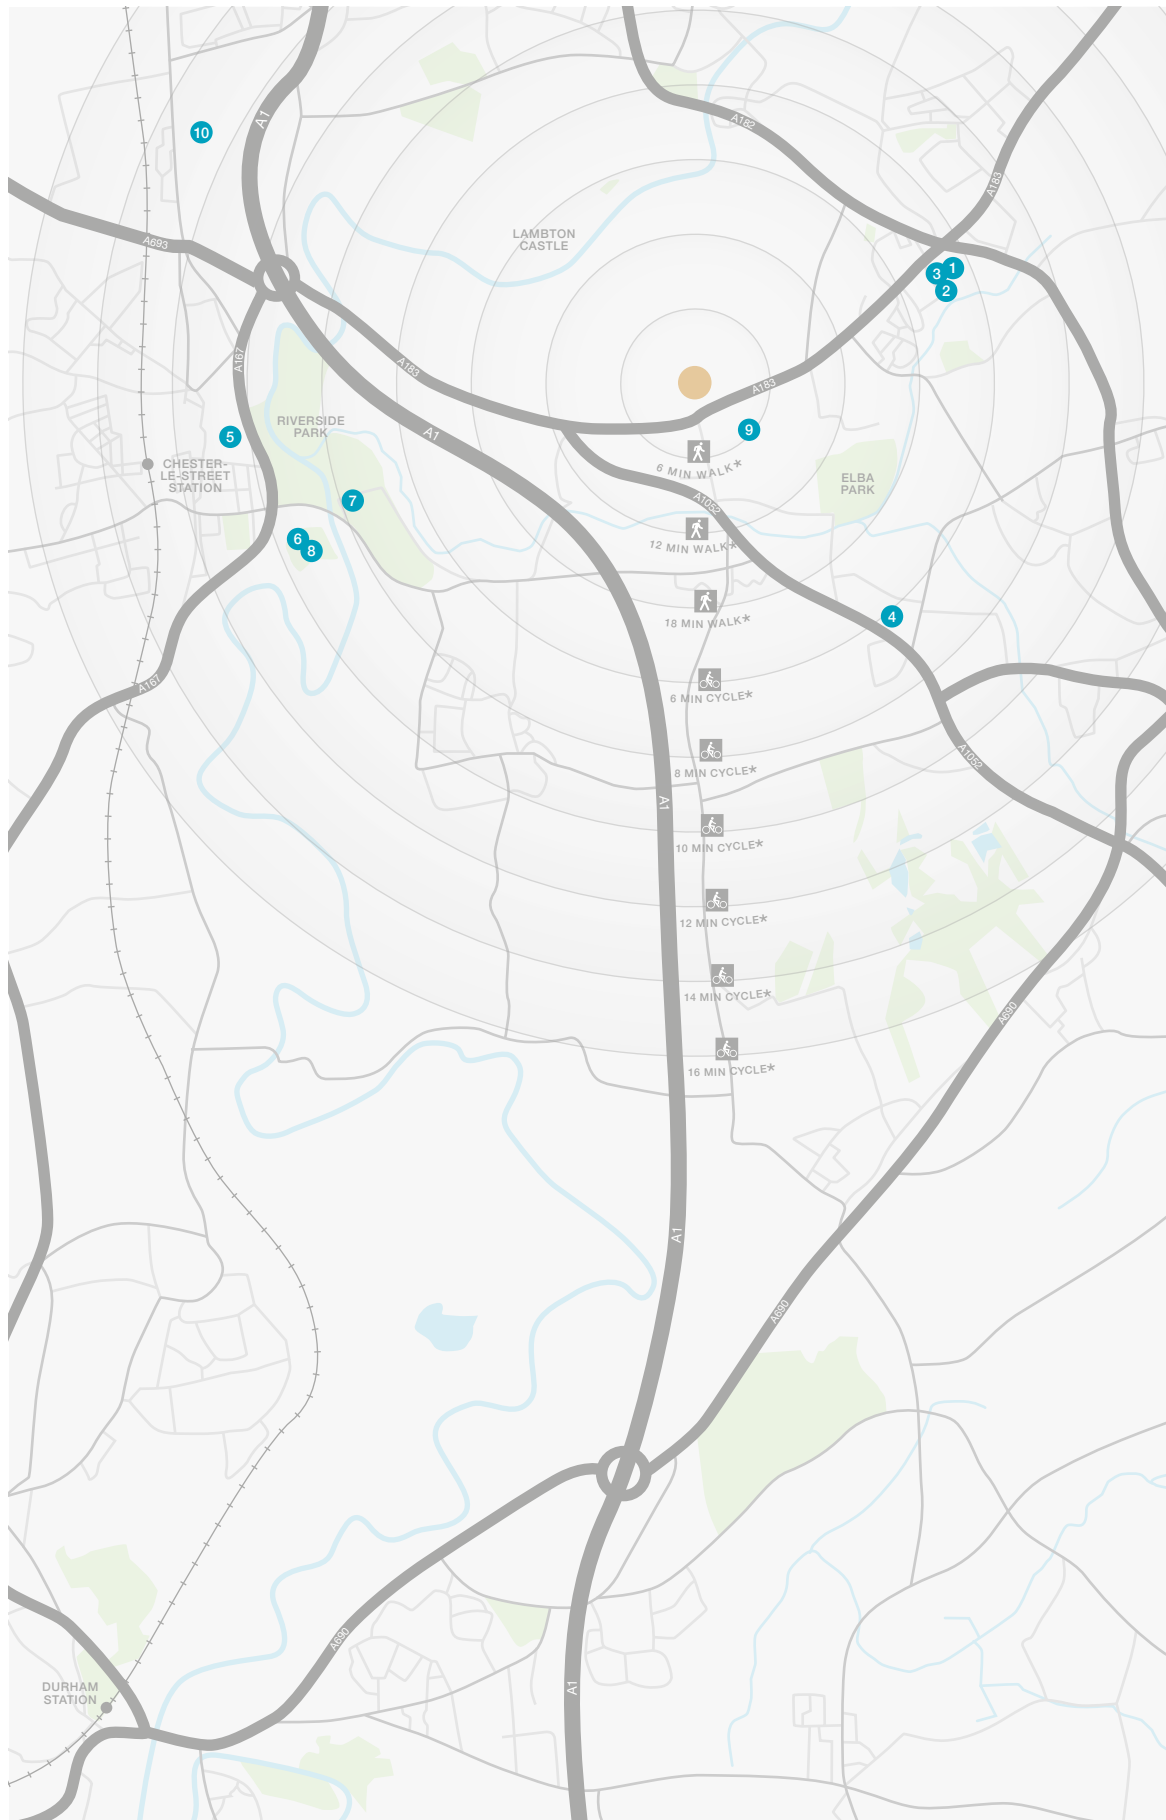 A1
A182
10
A183
A693
LAMBTON
CASTLE
1
3
2
A167
A183
A183
RIVERSIDE
PARK
A1
9
5
CHESTER-
LE-STREET
STATION
6 MIN WALK*
ELBA
PARK
7
A1052
6
8
12 MIN WALK*
4
18 MIN WALK*
A167
6 MIN CYCLE*
A1052
8 MIN CYCLE*
A1
10 MIN CYCLE*
12 MIN CYCLE*
14 MIN CYCLE*
A690
16 MIN CYCLE*
A1
A690
A690
DURHAM
STATION
A1